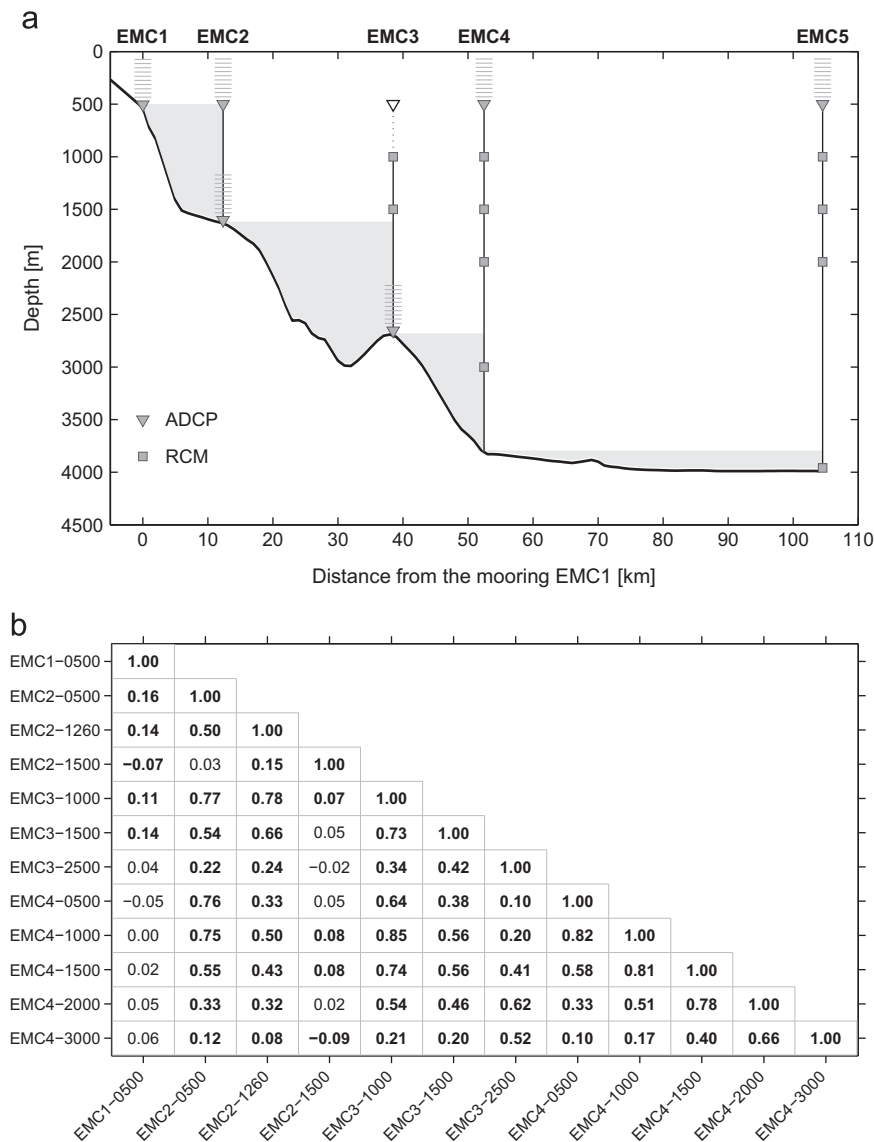 a
EMC1 EMC2 EMC3 EMC4 EMC5
0
500
1000
1500
2000
2500
3000
3500
4000
4500
Depth [m]
ADCP
RCM
0 10 20 30 40 50 60 70 80 90 100 110
Distance from the mooring EMC1 [km]
b
EMC1−0500 1.00
EMC2−0500 0.16 1.00
EMC2−1260 0.14 0.50 1.00
EMC2−1500 −0.07 0.03 0.15 1.00
EMC3−1000 0.11 0.77 0.78 0.07 1.00
EMC3−1500 0.14 0.54 0.66 0.05 0.73 1.00
EMC3−2500 0.04 0.22 0.24 −0.02 0.34 0.42 1.00
EMC4−0500 −0.05 0.76 0.33 0.05 0.64 0.38 0.10 1.00
EMC4−1000 0.00 0.75 0.50 0.08 0.85 0.56 0.20 0.82 1.00
EMC4−1500 0.02 0.55 0.43 0.08 0.74 0.56 0.41 0.58 0.81 1.00
EMC4−2000 0.05 0.33 0.32 0.02 0.54 0.46 0.62 0.33 0.51 0.78 1.00
EMC4−3000 0.06 0.12 0.08 −0.09 0.21 0.20 0.52 0.10 0.17 0.40 0.66 1.00
EMC1−0500 EMC2−0500 EMC2−1260 EMC2−1500 EMC3−1000 EMC3−1500 EMC3−2500 EMC4−0500 EMC4−1000 EMC4−1500 EMC4−2000 EMC4−3000